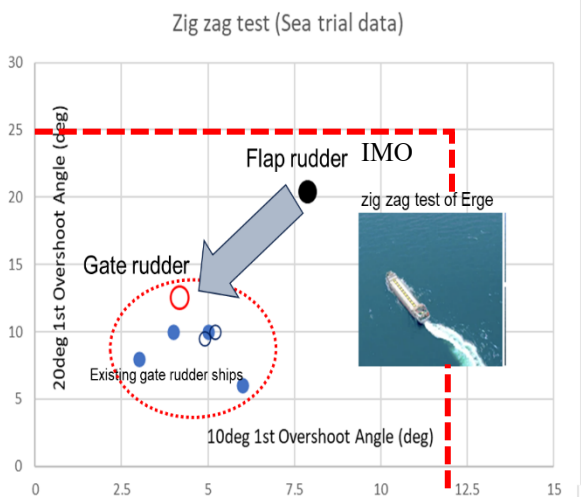 Zig zag test (Sea trial data)
30
25
20
15
10
5
0
20deg 1st Overshoot Angle (deg)
Flap rudder
IMO
zig zag test of Erge
Gate rudder
Existing gate rudder ships
10deg 1st Overshoot Angle (deg)
0
2.5
5
7.5
10
12.5
15